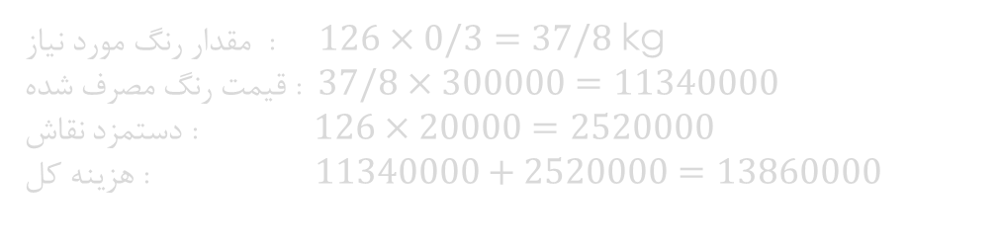 مقدار رنگ مورد نیاز : 126 × 0/3 = 37/8 kg
قیمت رنگ مصرف شده : 37/8 × 300000 = 11340000
دستمزد نقاش : 126 × 20000 = 2520000
هزینه کل : 11340000 + 2520000 = 13860000